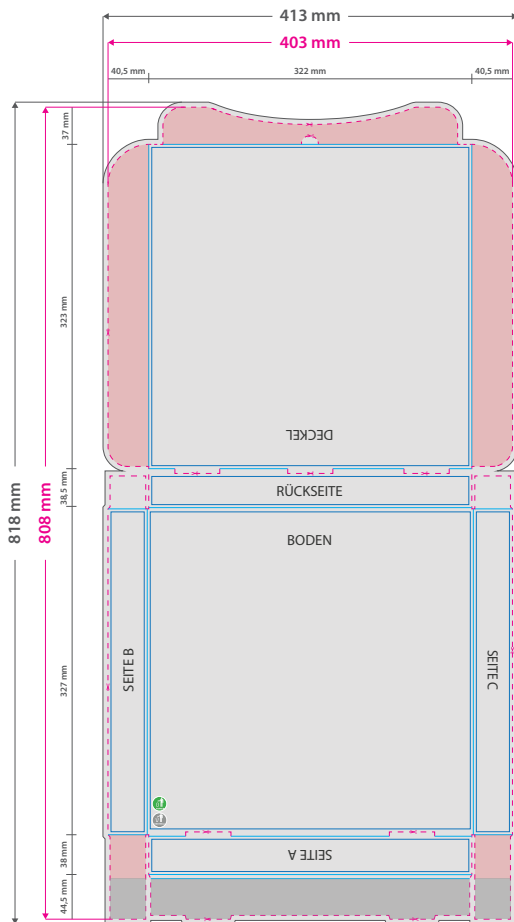 413 mm
403 mm
40,5 mm
322 mm
40,5 mm
37 mm
323 mm
DECKEL
38,5 mm
RÜCKSEITE
818 mm
808 mm
BODEN
SEITE B
SEITE C
327 mm
38 mm
SEITE A
44,5 mm